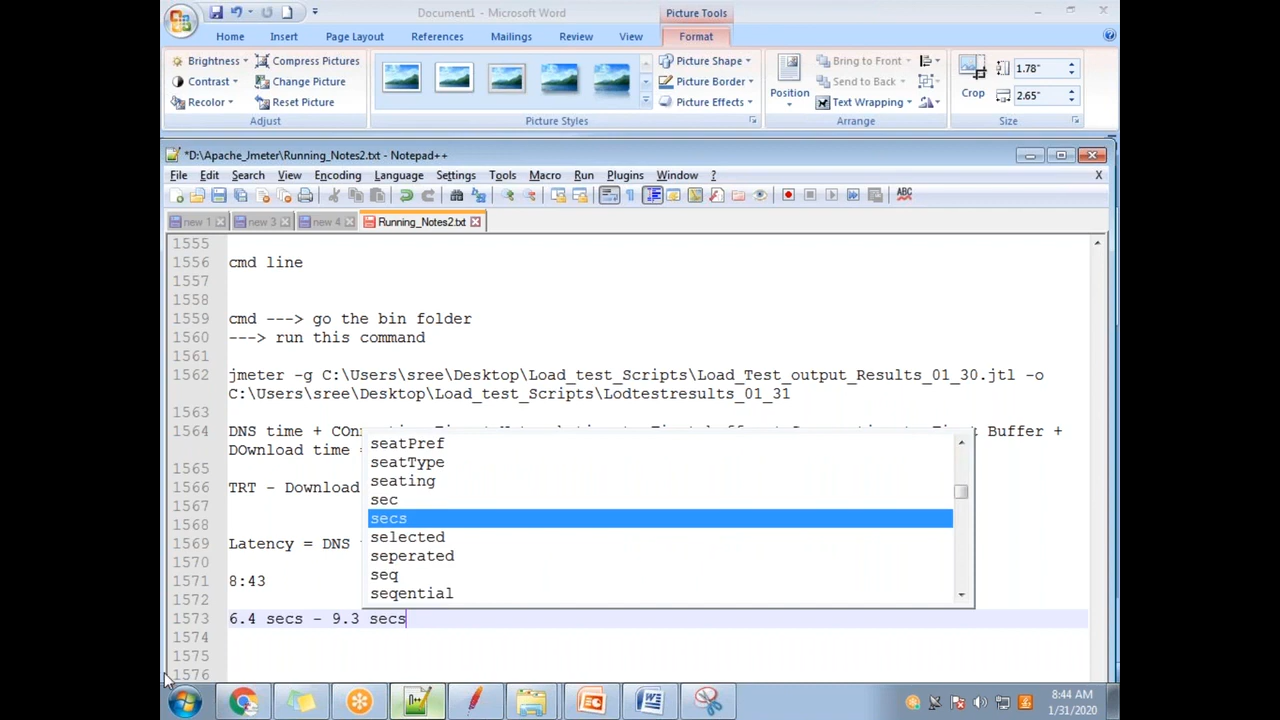 Document1 - Microsoft Word
Picture Tools
Home Insert Page Layout References Mailings Review View Format
Brightness Compress Pictures
Contrast Change Picture
Recolor Reset Picture
Adjust
Picture Styles
Picture Shape
Picture Border
Picture Effects
Position
Bring to Front
Send to Back
Text Wrapping
Arrange
Crop
1.78"
2.65"
Size
*D:\Apache_Jmeter\Running_Notes2.txt - Notepad++
File Edit Search View Encoding Language Settings Tools Macro Run Plugins Window ? X
ABC
new 1 new 3 new 4 Running_Notes2.txt
1555
1556 cmd line
1557
1558
1559 cmd ---> go the bin folder
1560 ---> run this command
1561
1562 jmeter -g C:\Users\sree\Desktop\Load_test_Scripts\Load_Test_output_Results_01_30.jtl -o
C:\Users\sree\Desktop\Load_test_Scripts\Lodtestresults_01_31
1563
1564 DNS time + Buffer +
DOwnload time =
1565
1566 TRT - Download
1567
1568
1569 Latency = DNS
1570
1571 8:43
1572
1573 6.4 secs - 9.3 secs
1574
1575
1576
seatPref
seatType
seating
sec
secs
selected
seperated
seq
seqential
n++
8:44 AM
1/31/2020